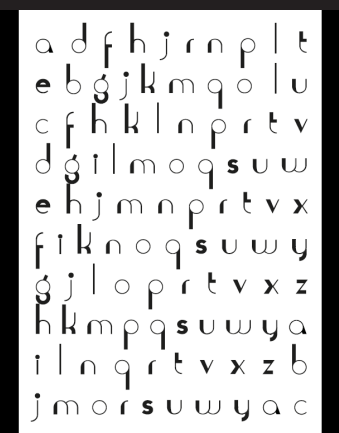 a d f h j r n p l t
e b g j k m q o l u
c f h k l n p r t v
d g i l m o q s u w
e h j m n p r t v x
f i k n o q s u w y
g j l o p r t v x z
h k m p q s u w y a
i l n q r t v x z b
j m o r s u w y a c